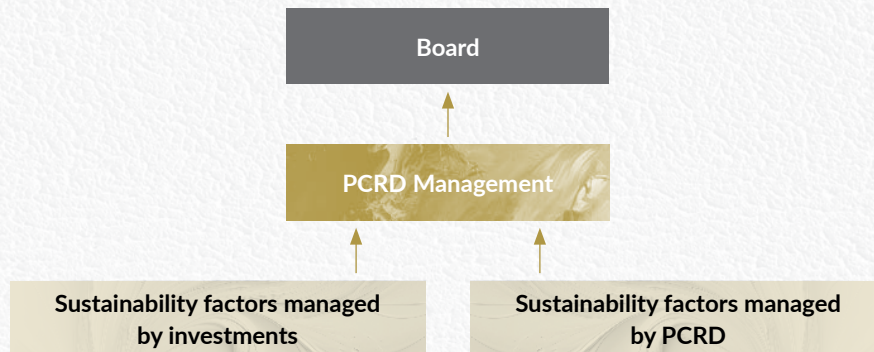 Board
PCRD Management
Sustainability factors managed
by investments
Sustainability factors managed
by PCRD